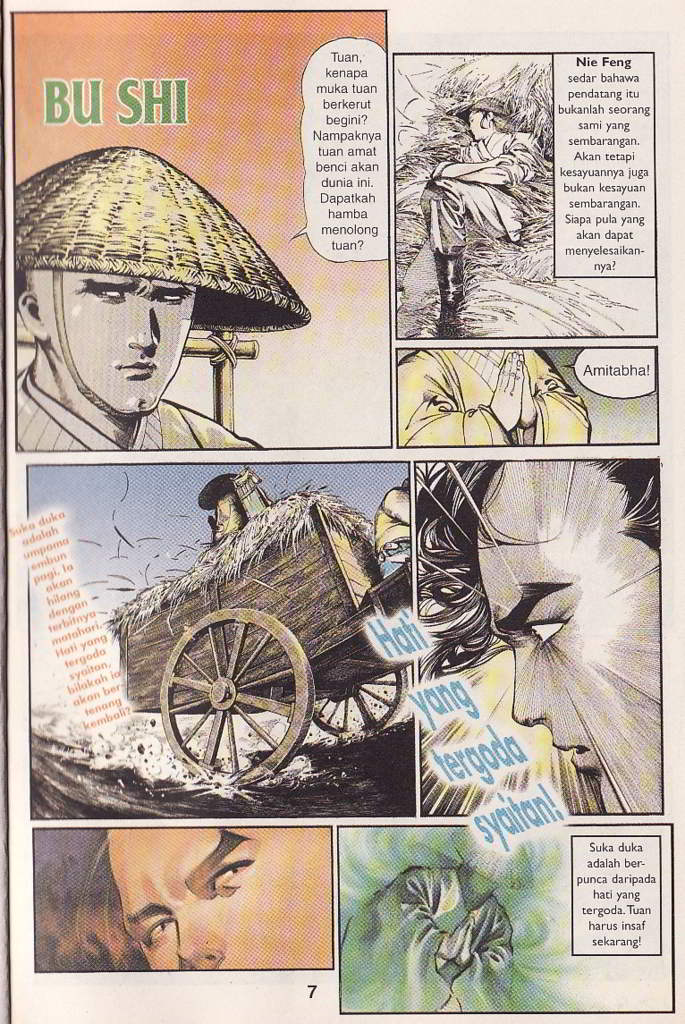 BU SHI
Tuan,
kenapa
muka tuan
berkerut
begini?
Nampaknya
tuan amat
benci akan
dunia ini.
Dapatkah
hamba
menolong
tuan?
Nie Feng
sedar bahawa
pendatang itu
bukanlah seorang
sami yang
sembarangan.
Akan tetapi
kesayuannya juga
bukan kesayuan
sembarangan.
Siapa pula yang
akan dapat
menyelesaikan-
nya?
Amitabha!
Suka duka
adalah
umpama
embun
pagi. Ia
akan
hilang
dengan
terbitnya
matahari.
Hati yang
tergoda
syaitan,
bilakah ia
akan ber
tenang
kembali?
Hati
yang
tergoda
syaitan!
Suka duka
adalah ber-
punca daripada
hati yang
tergoda. Tuan
harus insaf
sekarang!
7